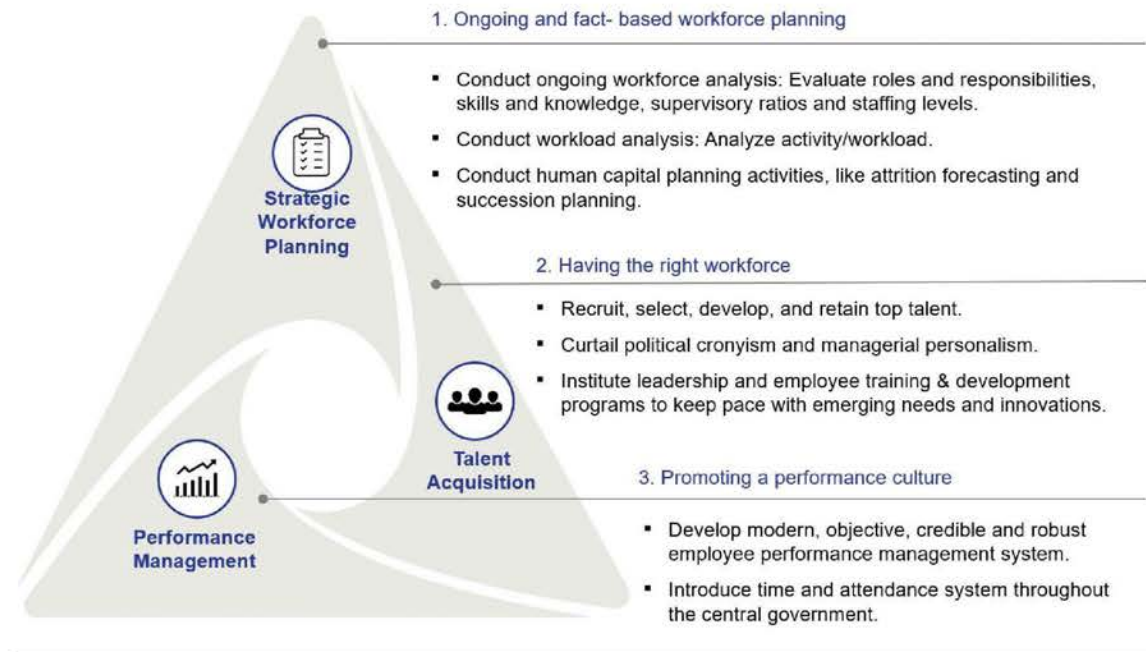 1. Ongoing and fact- based workforce planning
▪ Conduct ongoing workforce analysis: Evaluate roles and responsibilities,
skills and knowledge, supervisory ratios and staffing levels.
▪ Conduct workload analysis: Analyze activity/workload.
▪ Conduct human capital planning activities, like attrition forecasting and
succession planning.
Strategic
Workforce
Planning
2. Having the right workforce
▪ Recruit, select, develop, and retain top talent.
▪ Curtail political cronyism and managerial personalism.
▪ Institute leadership and employee training & development
programs to keep pace with emerging needs and innovations.
Talent
Acquisition
3. Promoting a performance culture
▪ Develop modern, objective, credible and robust
employee performance management system.
▪ Introduce time and attendance system throughout
the central government.
Performance
Management